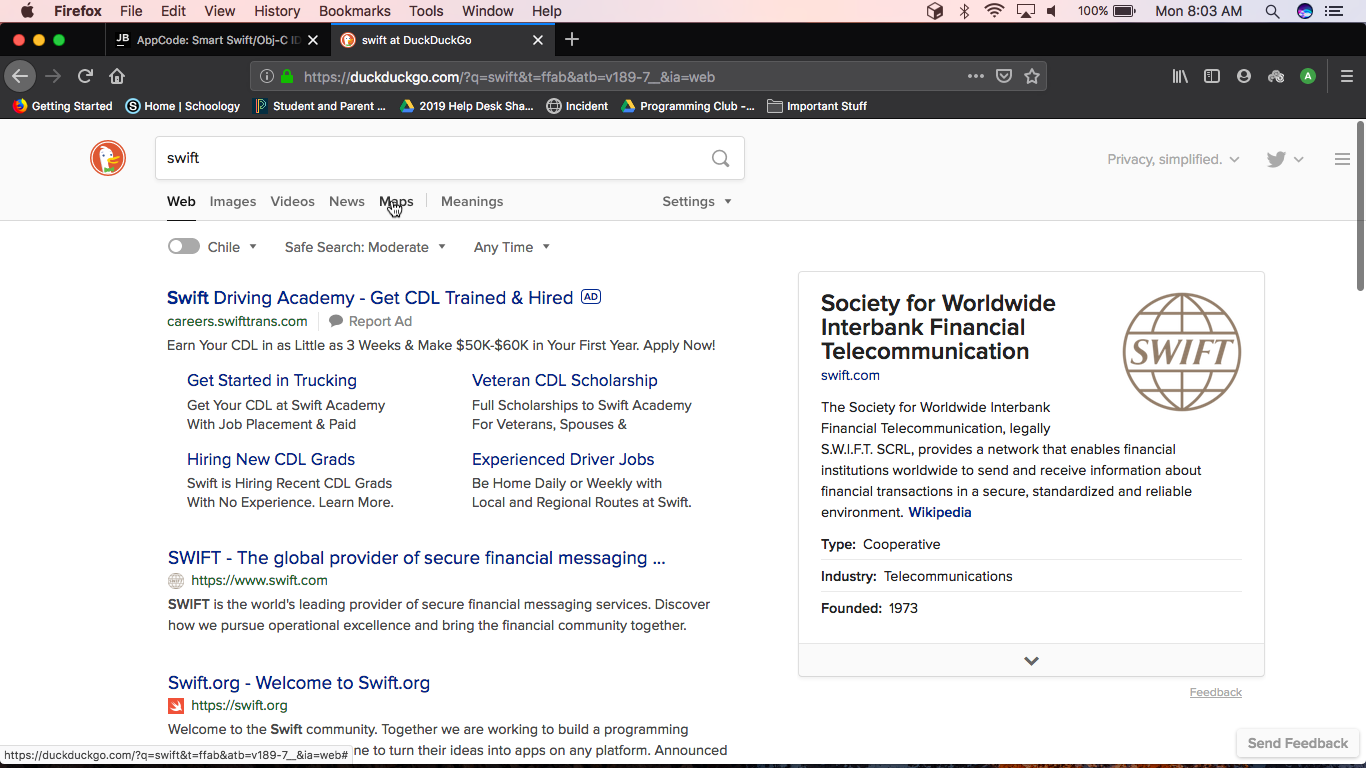 Firefox File Edit View History Bookmarks Tools Window Help 100% Mon 8:03 AM
JB AppCode: Smart Swift/Obj-C ID swift at DuckDuckGo
https://duckduckgo.com/?q=swift&t=ffab&atb=v189-7__&ia=web A
Getting Started Home | Schoology Student and Parent ... 2019 Help Desk Sha... Incident Programming Club -... Important Stuff
swift
Privacy, simplified.
Web Images Videos News Maps Meanings Settings
Chile Safe Search: Moderate Any Time
Swift Driving Academy - Get CDL Trained & Hired AD
careers.swifttrans.com Report Ad
Earn Your CDL in as Little as 3 Weeks & Make $50K-$60K in Your First Year. Apply Now!
Get Started in Trucking
Get Your CDL at Swift Academy
With Job Placement & Paid
Veteran CDL Scholarship
Full Scholarships to Swift Academy
For Veterans, Spouses &
Hiring New CDL Grads
Swift is Hiring Recent CDL Grads
With No Experience. Learn More.
Experienced Driver Jobs
Be Home Daily or Weekly with
Local and Regional Routes at Swift.
SWIFT - The global provider of secure financial messaging ...
https://www.swift.com
SWIFT is the world's leading provider of secure financial messaging services. Discover
how we pursue operational excellence and bring the financial community together.
Swift.org - Welcome to Swift.org
https://swift.org
Welcome to the Swift community. Together we are working to build a programming
ne to turn their ideas into apps on any platform. Announced
Society for Worldwide
Interbank Financial
Telecommunication
SWIFT
swift.com
The Society for Worldwide Interbank
Financial Telecommunication, legally
S.W.I.F.T. SCRL, provides a network that enables financial
institutions worldwide to send and receive information about
financial transactions in a secure, standardized and reliable
environment. Wikipedia
Type: Cooperative
Industry: Telecommunications
Founded: 1973
Feedback
Send Feedback
https://duckduckgo.com/?q=swift&t=ffab&atb=v189-7__&ia=web#